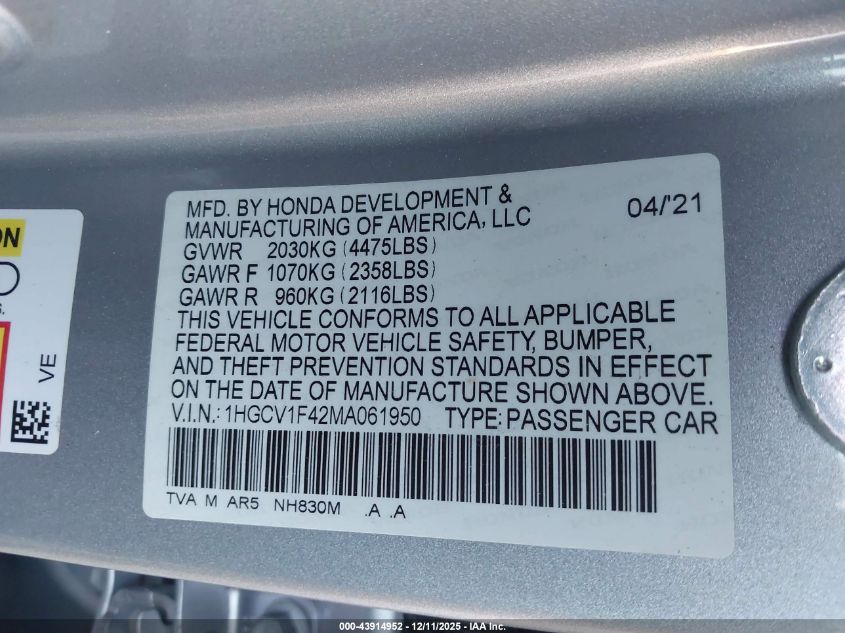 MFD. BY HONDA DEVELOPMENT & 04/'21
MANUFACTURING OF AMERICA, LLC
GVWR 2030KG (4475LBS)
GAWR F 1070KG (2358LBS)
GAWR R 960KG (2116LBS)
THIS VEHICLE CONFORMS TO ALL APPLICABLE
FEDERAL MOTOR VEHICLE SAFETY, BUMPER,
AND THEFT PREVENTION STANDARDS IN EFFECT
ON THE DATE OF MANUFACTURE SHOWN ABOVE.
V.I.N.: 1HGCV1F42MA061950 TYPE: PASSENGER CAR
TVA M AR5 NH830M .A .A
VE
000-43914952 - 12/11/2025 - IAA Inc.